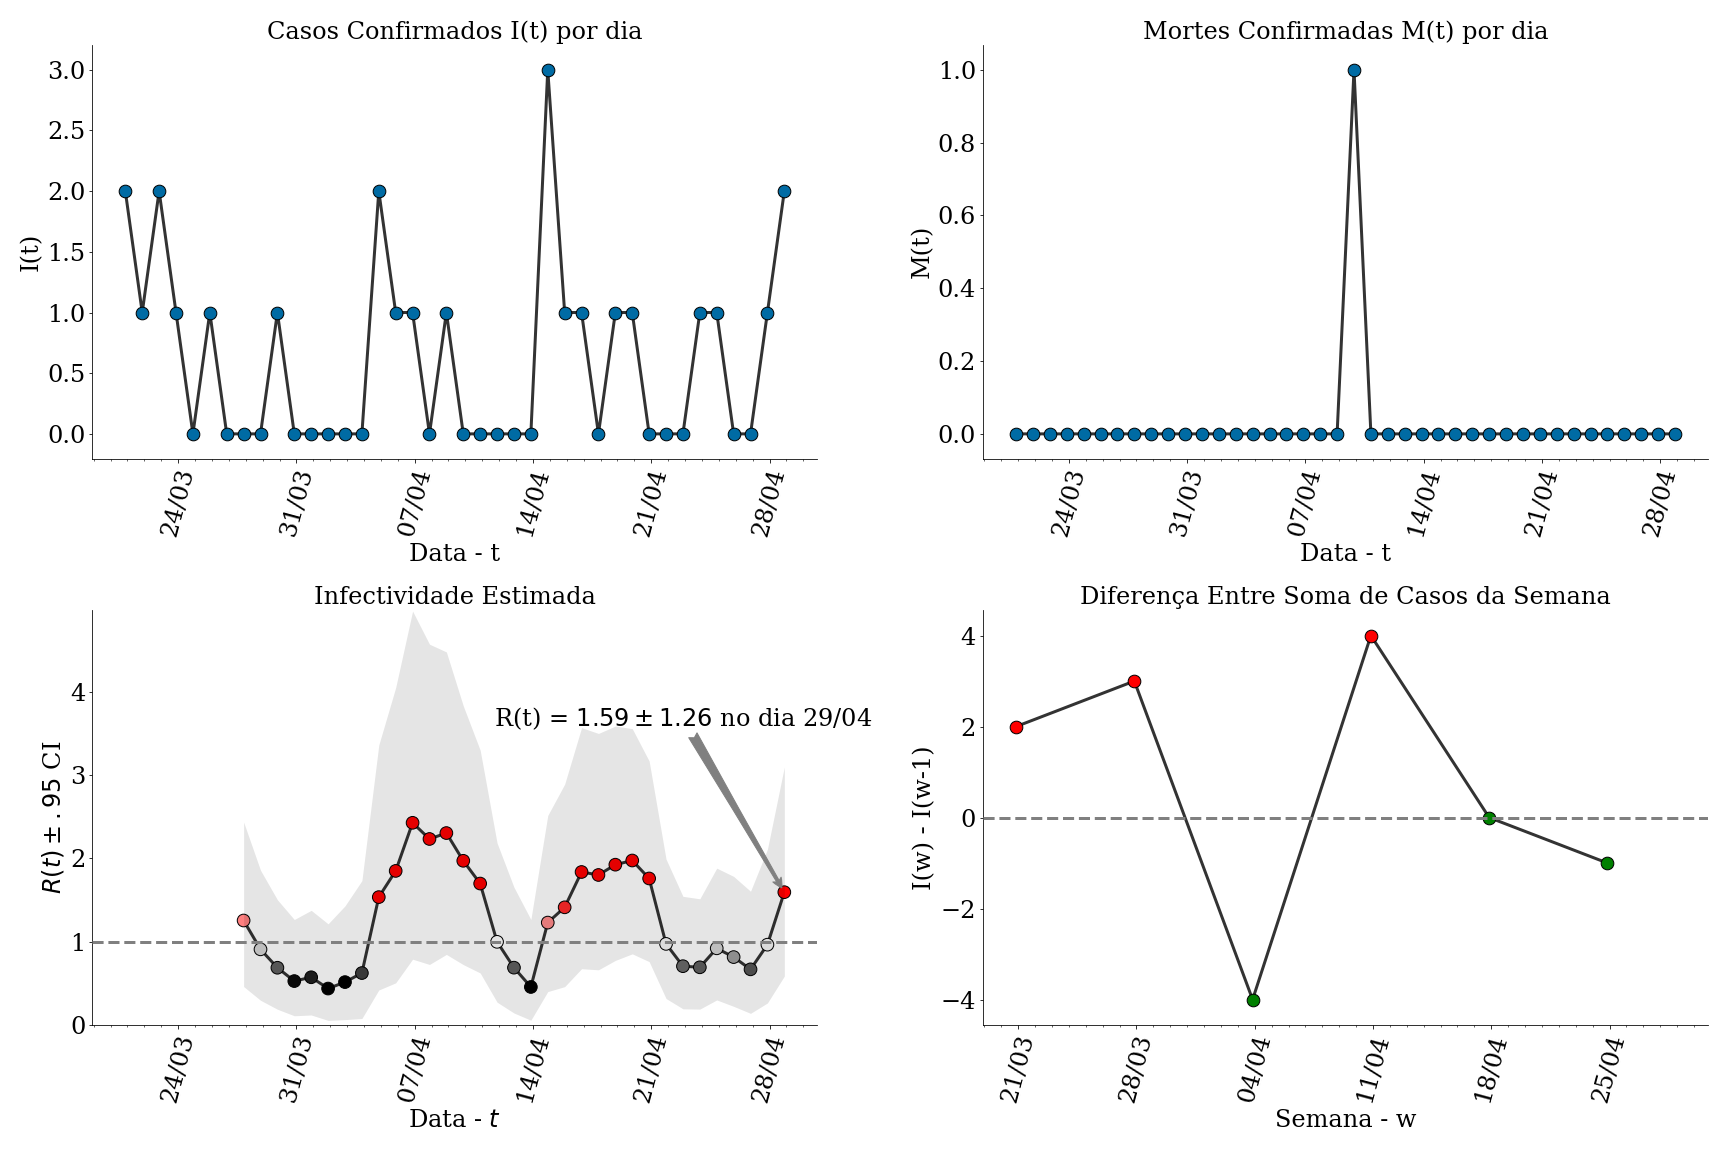 Casos Confirmados I(t) por dia
3.0
2.5
2.0
1.5
1.0
0.5
0.0
I(t)
24/03 31/03 07/04 14/04 21/04 28/04
Data - t
Mortes Confirmadas M(t) por dia
1.0
0.8
0.6
0.4
0.2
0.0
M(t)
24/03 31/03 07/04 14/04 21/04 28/04
Data - t
Infectividade Estimada
4
3
2
1
0
R(t) ± .95 CI
R(t) = 1.59 ± 1.26 no dia 29/04
24/03 31/03 07/04 14/04 21/04 28/04
Data - t
Diferença Entre Soma de Casos da Semana
4
2
0
−2
−4
I(w) - I(w-1)
21/03 28/03 04/04 11/04 18/04 25/04
Semana - w